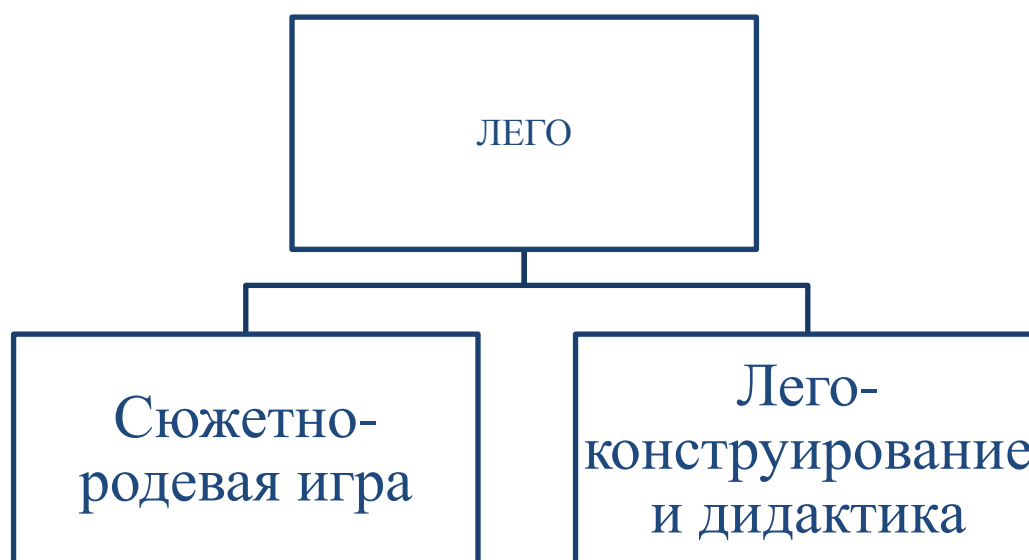 ЛЕГО
Сюжетно-
родевая игра
Лего-
конструирование
и дидактика